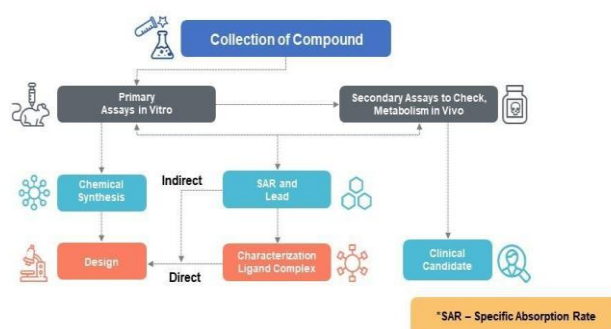 Collection of Compound
Primary
Assays in Vitro
Secondary Assays to Check,
Metabolism in Vivo
Chemical
Synthesis
Indirect
SAR and
Lead
Design
Direct
Characterization
Ligand Complex
Clinical
Candidate
*SAR – Specific Absorption Rate